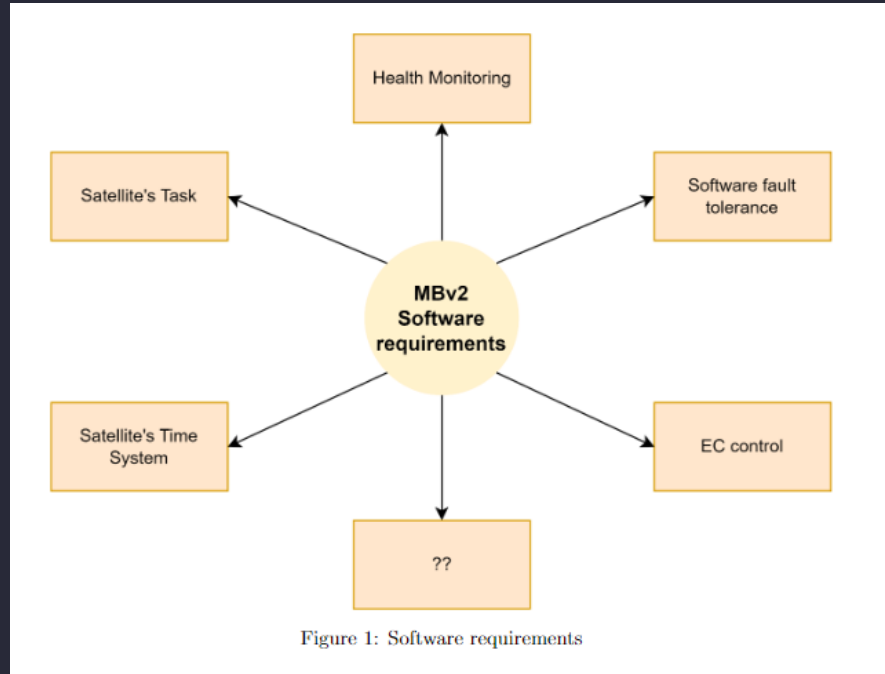 Health Monitoring
Satellite's Task
Software fault
tolerance
MBv2
Software
requirements
Satellite's Time
System
EC control
??
Figure 1: Software requirements